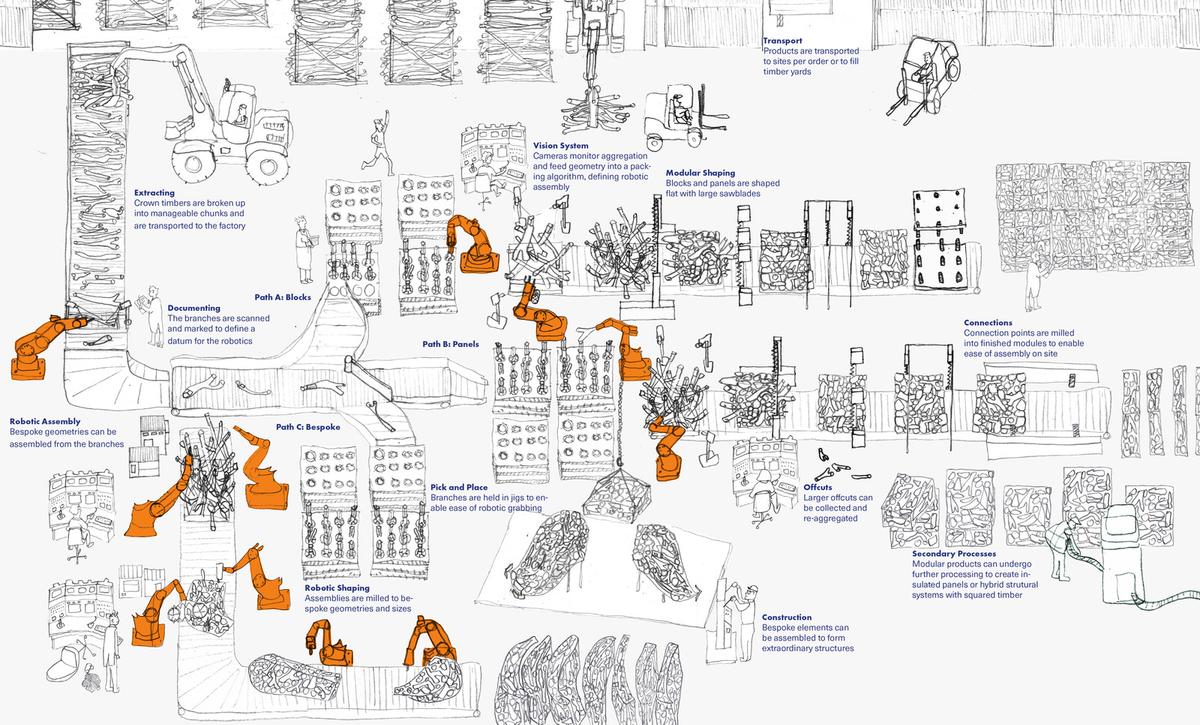 Transport
Products are transported
to sites per order or to fill
timber yards
Vision System
Cameras monitor aggregation
and feed geometry into a pack-
ing algorithm, defining robotic
assembly
Modular Shaping
Blocks and panels are shaped
flat with large sawblades
Extracting
Crown timbers are broken up
into manageable chunks and
are transported to the factory
Path A: Blocks
Documenting
The branches are scanned
and marked to define a
datum for the robotics
Path B: Panels
Connections
Connection points are milled
into finished modules to enable
ease of assembly on site
Robotic Assembly
Bespoke geometries can be
assembled from the branches
Path C: Bespoke
Pick and Place
Branches are held in jigs to en-
able ease of robotic grabbing
Offcuts
Larger offcuts can
be collected and
re-aggregated
Secondary Processes
Modular products can undergo
further processing to create in-
sulated panels or hybrid strutural
systems with squared timber
Robotic Shaping
Assemblies are milled to be-
spoke geometries and sizes
Construction
Bespoke elements can
be assembled to form
extraordinary structures